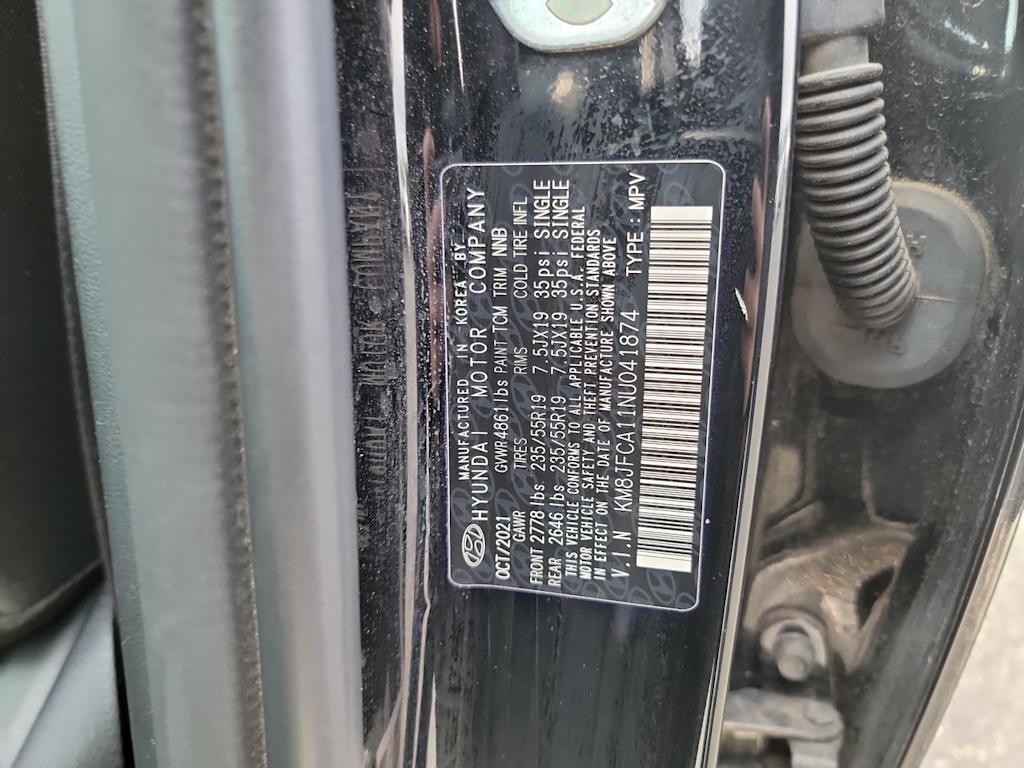 MANUFACTURED IN KOREA BY
HYUNDAI MOTOR COMPANY
OCT/2021 GVWR 4861 lbs PAINT TCM TRIM NNB
GAWR TIRES RMS COLD TIRE INFL
FRONT 2778 lbs 235/55R19 7.5JX19 35psi SINGLE
REAR 2646 lbs 235/55R19 7.5JX19 35psi SINGLE
THIS VEHICLE CONFORMS TO ALL APPLICABLE U.S.A. FEDERAL
MOTOR VEHICLE SAFETY AND THEFT PREVENTION STANDARDS
IN EFFECT ON THE DATE OF MANUFACTURE SHOWN ABOVE
V.I.N KM8JFCA11NU041874 TYPE : MPV